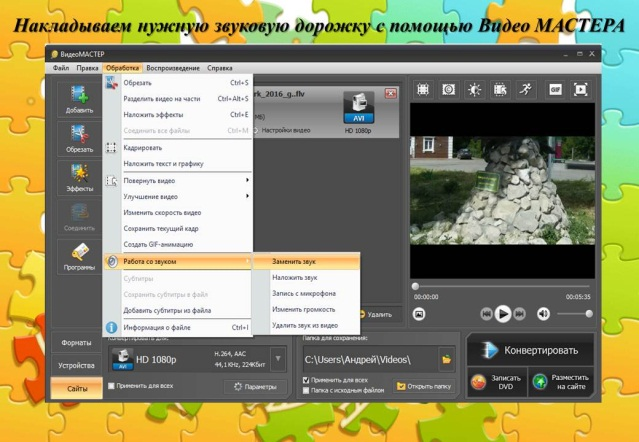 Накладываем нужную звуковую дорожку с помощью Видео МАСТЕРА
ВидеоМАСТЕР
Файл Правка Обработка Воспроизведение Справка
Добавить
Обрезать
Эффекты
Соединить
Программы
Форматы
Устройства
Сайты
Обрезать Ctrl+S
Разделить видео на части Ctrl+Alt+S
Наложить эффекты Ctrl+E
Соединить все файлы Ctrl+M
Кадрировать
Наложить текст и графику
Повернуть видео
Улучшение видео
Изменить скорость видео
Сохранить текущий кадр
Создать GIF-анимацию
Работа со звуком
Субтитры
Сохранить субтитры в файл
Добавить субтитры из файла
Информация о файле Ctrl+I
Заменить звук
Наложить звук
Запись с микрофона
Изменить громкость
Удалить звук из видео
rk_2016_g..flv
Настройки видео
AVI
HD 1080p
Удалить
GIF
00:00:00 00:05:35
Конвертировать для:
AVI
HD 1080p
H.264, AAC
44,1 KHz, 224Кбит
Применить для всех
Параметры
Папка для сохранения:
C:\Users\Андрей\Videos\
Применить для всех
Папка с исходным файлом
Открыть папку
Конвертировать
Записать DVD
Разместить на сайте